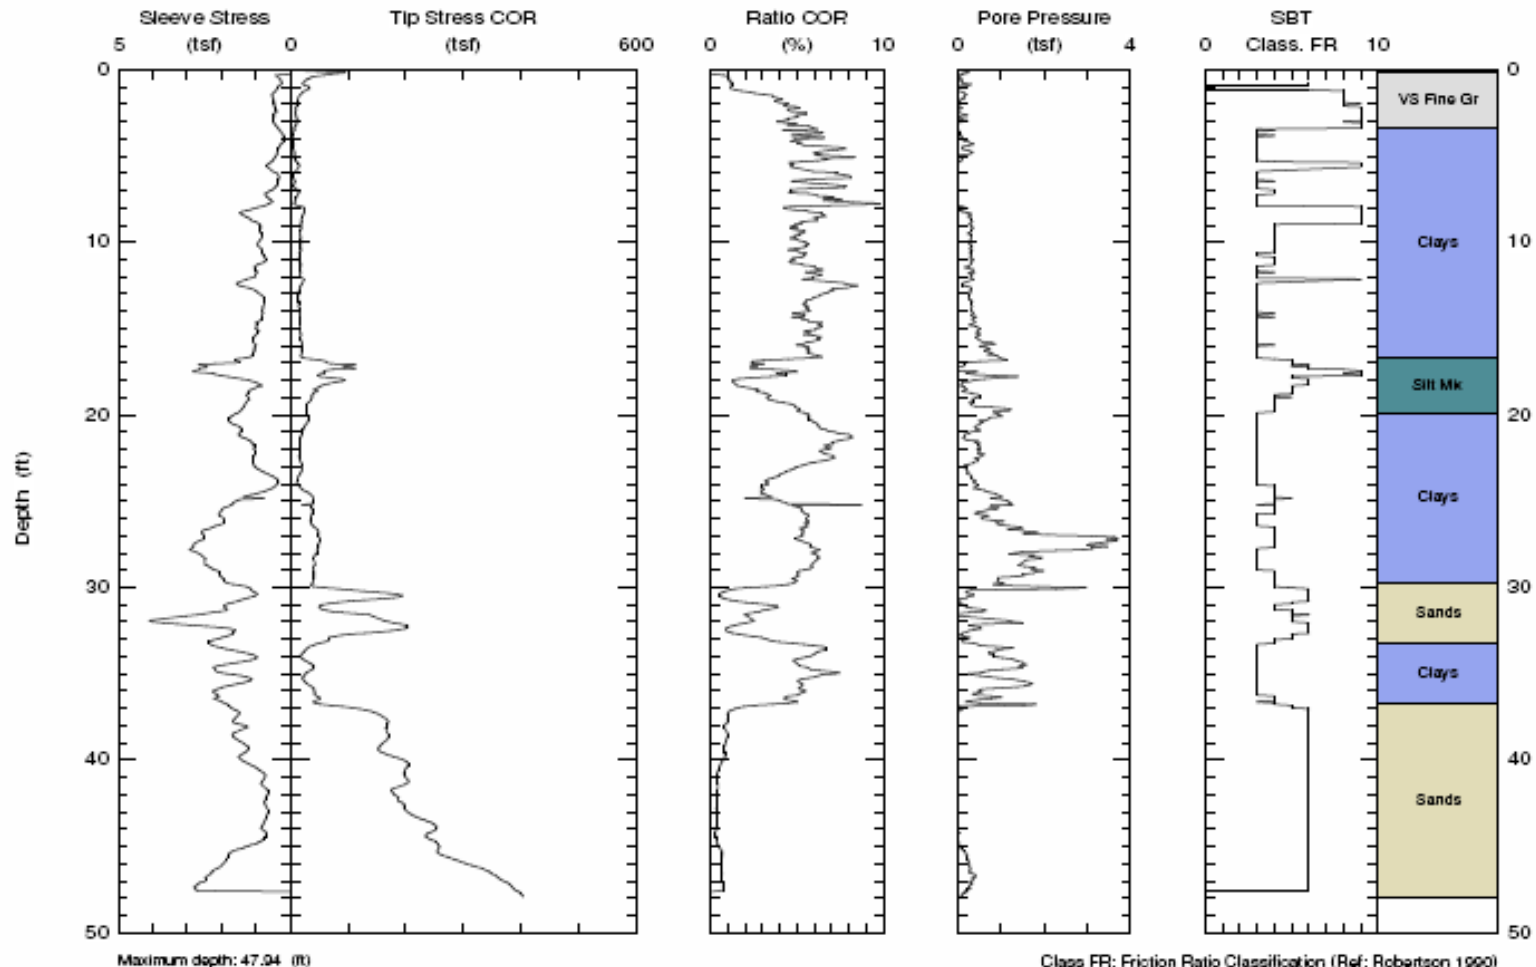 Sleeve Stress Tip Stress COR Ratio COR Pore Pressure SBT
5 (tsf) 0 (tsf) 600 0 (%) 10 0 (tsf) 4 0 Class. FR 10
0 0
VS Fine Gr
Clays
10 10
Silt Mix
20 20
Clays
Depth (ft)
30 30
Sands
Clays
40 40
Sands
50 50
Maximum depth: 47.94 (ft)
Class FR: Friction Ratio Classification (Ref: Robertson 1990)